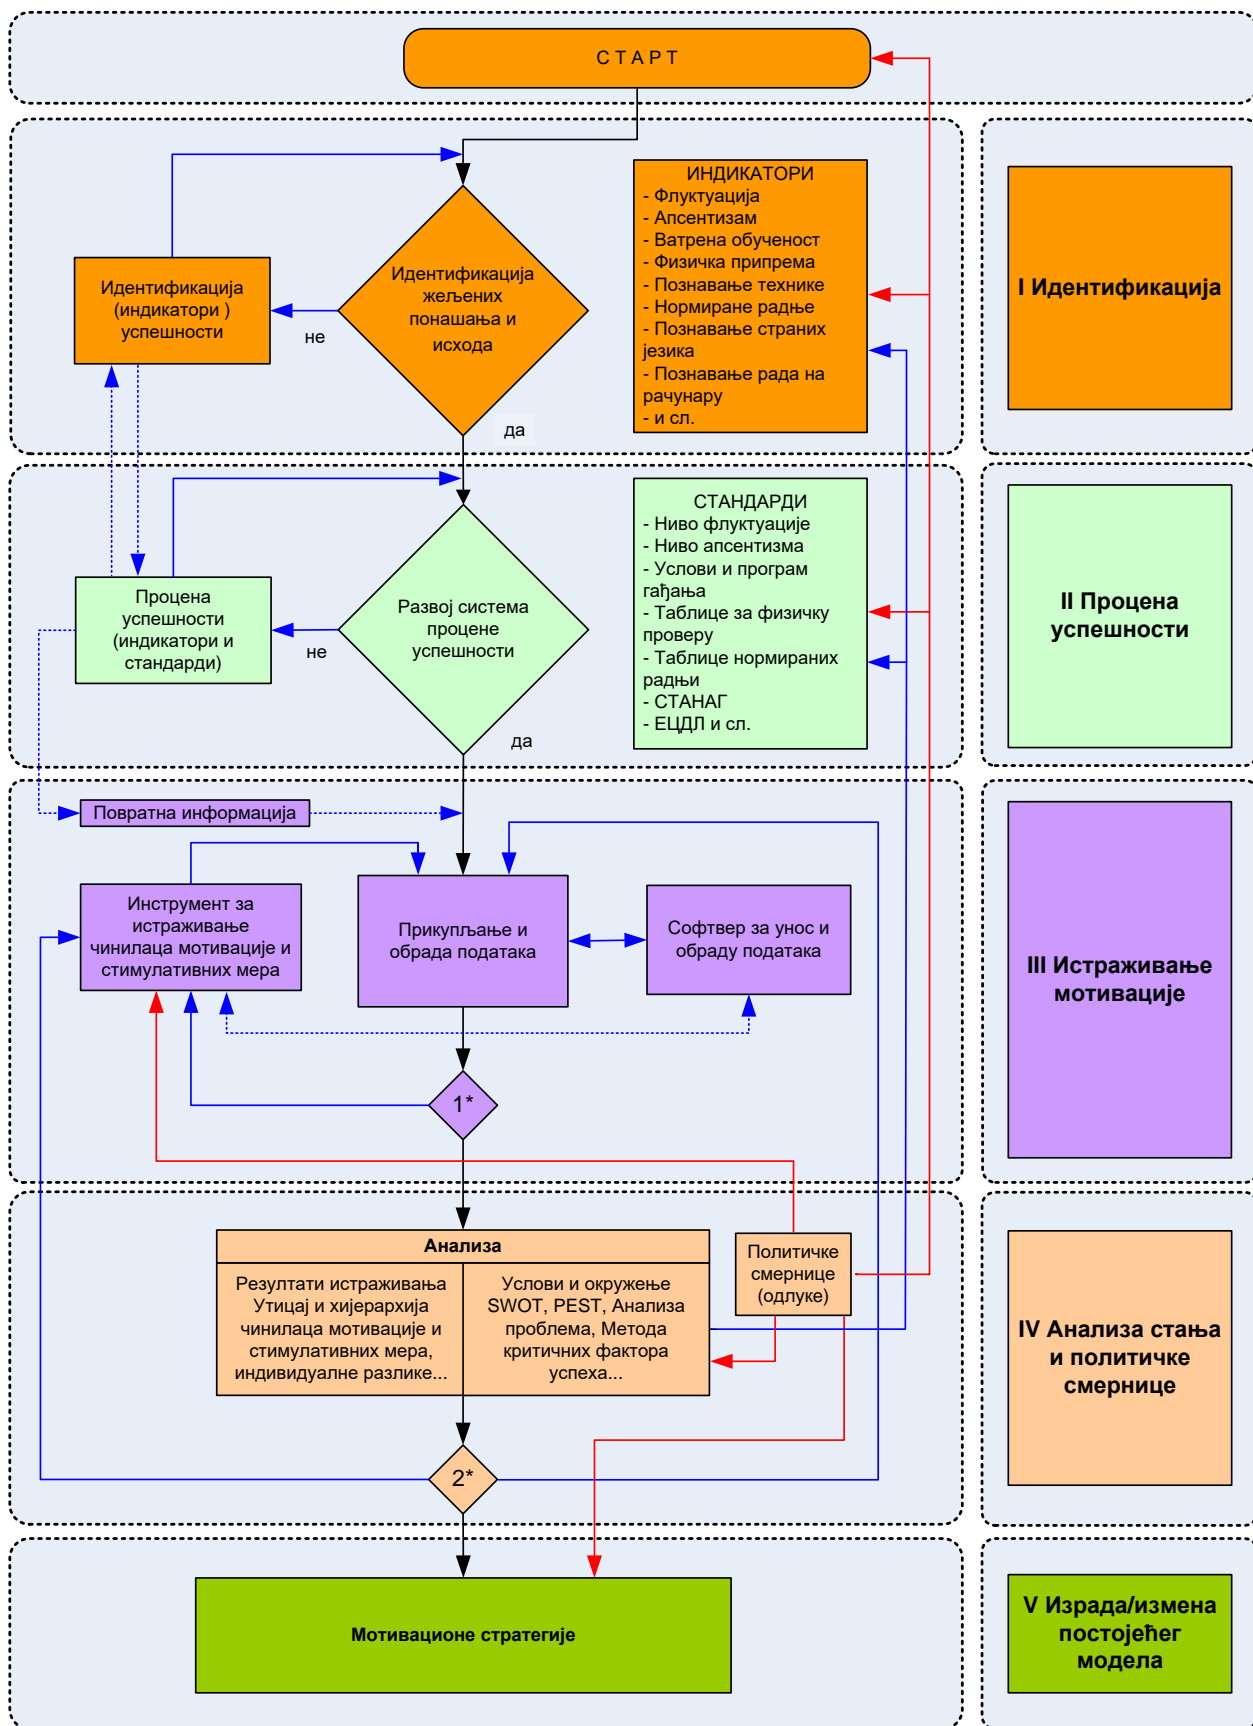 С Т А Р Т
ИНДИКАТОРИ
- Флуктуација
- Апсентизам
- Ватрена обученост
- Физичка припрема
- Познавање технике
- Нормиране радње
- Познавање страних
језика
- Познавање рада на
рачунару
- и сл.
I Идентификација
Идентификација
жељених
понашања и
исхода
Идентификација
(индикатори )
успешности
не
да
СТАНДАРДИ
- Ниво флуктуације
- Ниво апсентизма
- Услови и програм
гађања
- Таблице за физичку
проверу
- Таблице нормираних
радњи
- СТАНАГ
- ЕЦДЛ и сл.
II Процена
успешности
Развој система
процене
успешности
Процена
успешности
(индикатори и
стандарди)
не
да
Повратна информација
Инструмент за
истраживање
чинилаца мотивације и
стимулативних мера
Прикупљање и
обрада података
Софтвер за унос и
обраду података
III Истраживање
мотивације
1*
Анализа
Резултати истраживања
Утицај и хијерархија
чинилаца мотивације и
стимулативних мера,
индивидуалне разлике...
Услови и окружење
SWOT, PEST, Анализа
проблема, Метода
критичних фактора
успеха...
Политичке
смернице
(одлуке)
IV Анализа стања
и политичке
смернице
2*
Мотивационе стратегије
V Израда/измена
постојећег
модела